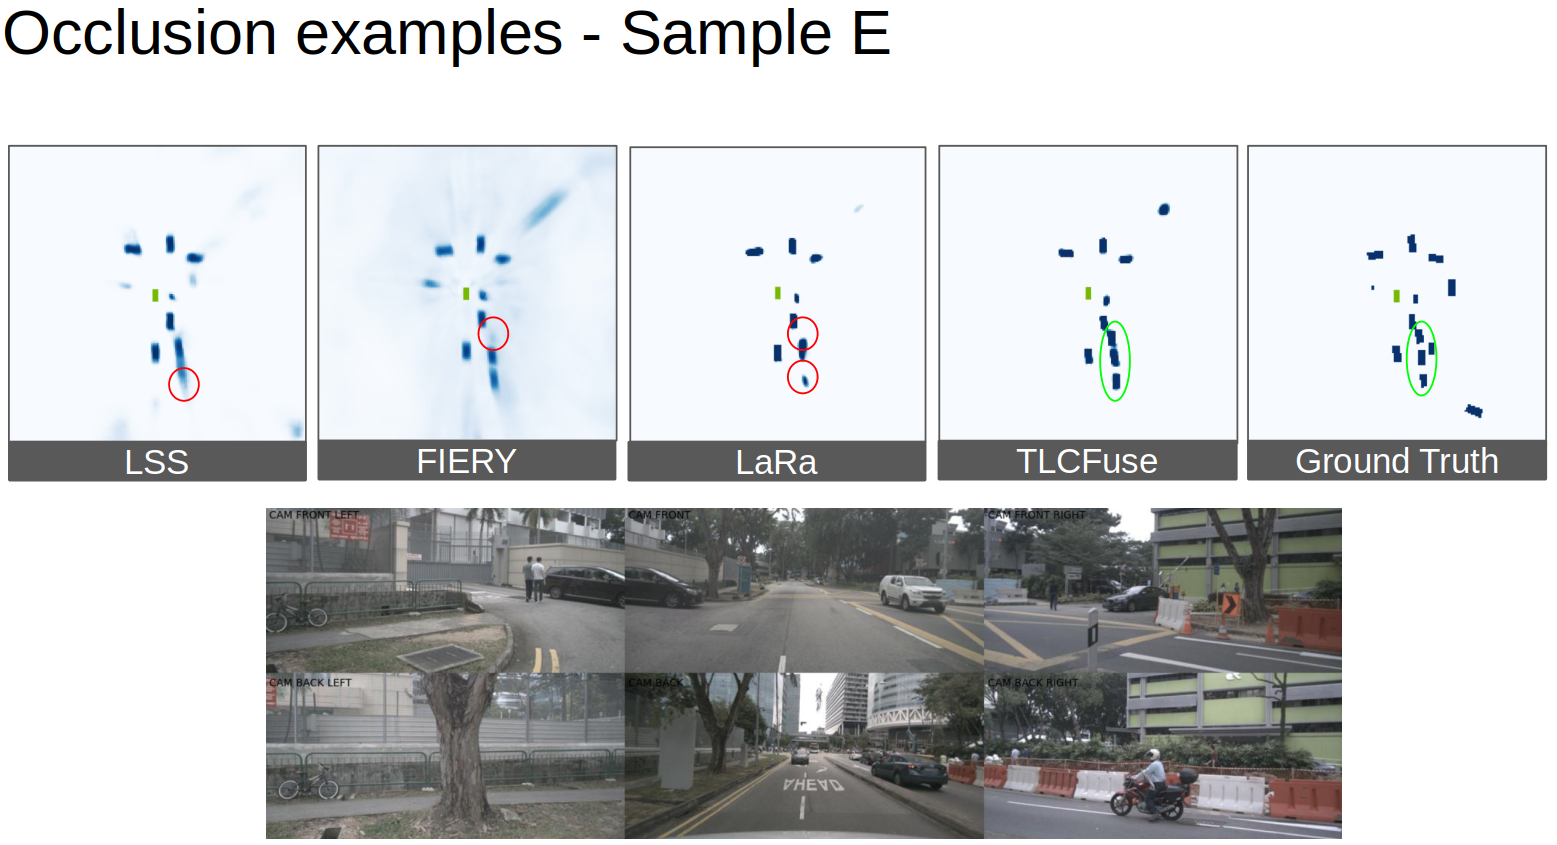 Occlusion examples - Sample E
LSS
FIERY
LaRa
TLCFuse
Ground Truth
CAM FRONT LEFT
CAM FRONT
CAM FRONT RIGHT
CAM BACK LEFT
CAM BACK
CAM BACK RIGHT
AHEAD